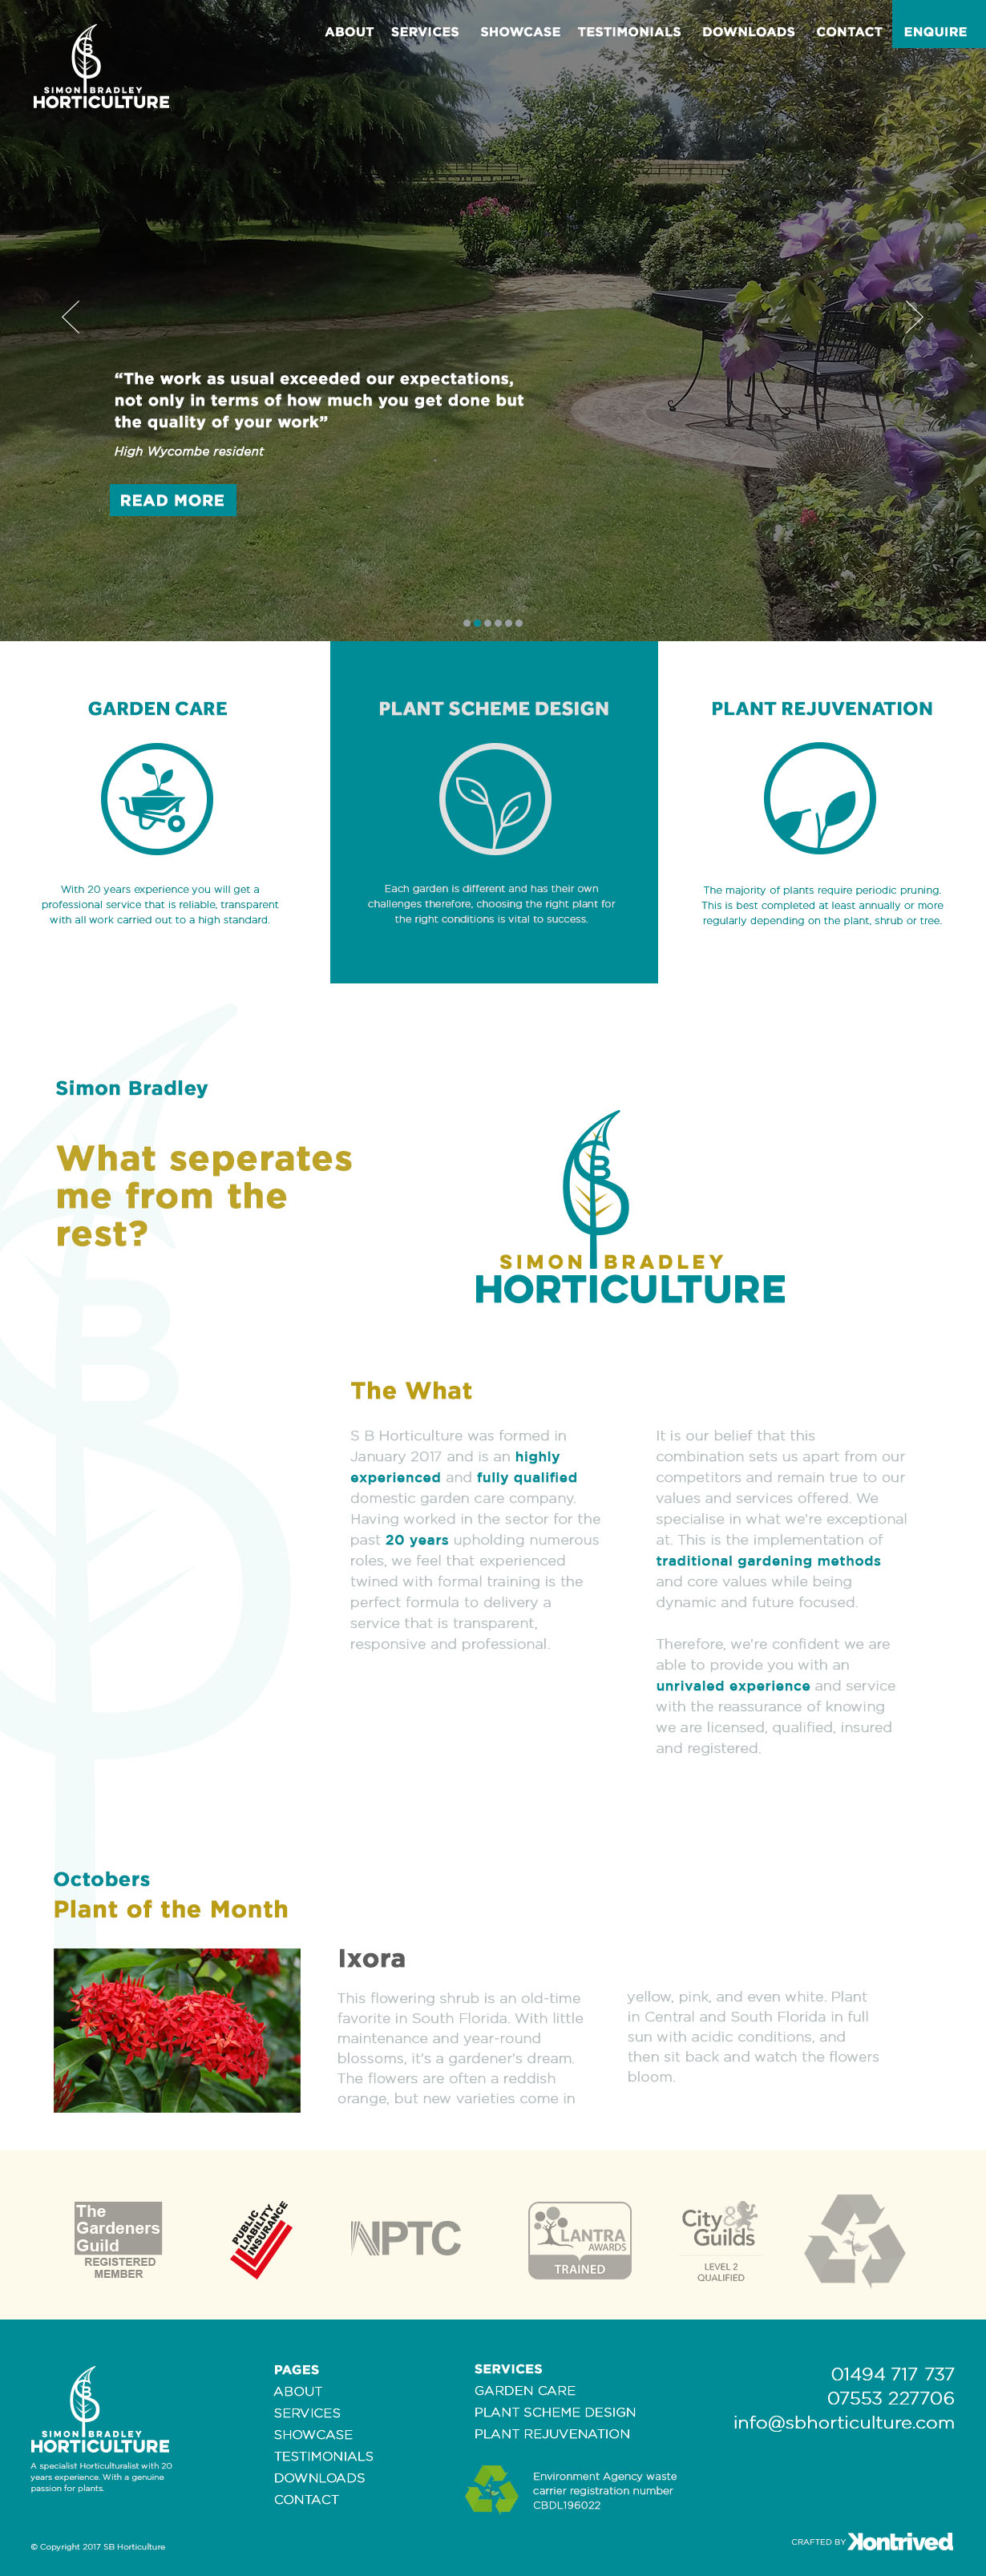 ABOUT SERVICES SHOWCASE TESTIMONIALS DOWNLOADS CONTACT ENQUIRE
SB
SIMON BRADLEY
HORTICULTURE
“The work as usual exceeded our expectations,
not only in terms of how much you get done but
the quality of your work”
High Wycombe resident
READ MORE
GARDEN CARE
With 20 years experience you will get a
professional service that is reliable, transparent
with all work carried out to a high standard.
PLANT SCHEME DESIGN
Each garden is different and has their own
challenges therefore, choosing the right plant for
the right conditions is vital to success.
PLANT REJUVENATION
The majority of plants require periodic pruning.
This is best completed at least annually or more
regularly depending on the plant, shrub or tree.
Simon Bradley
What seperates
me from the
rest?
SB
SIMON BRADLEY
HORTICULTURE
The What
S B Horticulture was formed in
January 2017 and is an highly
experienced and fully qualified
domestic garden care company.
Having worked in the sector for the
past 20 years upholding numerous
roles, we feel that experienced
twined with formal training is the
perfect formula to delivery a
service that is transparent,
responsive and professional.
It is our belief that this
combination sets us apart from our
competitors and remain true to our
values and services offered. We
specialise in what we're exceptional
at. This is the implementation of
traditional gardening methods
and core values while being
dynamic and future focused.
Therefore, we're confident we are
able to provide you with an
unrivaled experience and service
with the reassurance of knowing
we are licensed, qualified, insured
and registered.
Octobers
Plant of the Month
Ixora
This flowering shrub is an old-time
favorite in South Florida. With little
maintenance and year-round
blossoms, it's a gardener's dream.
The flowers are often a reddish
orange, but new varieties come in
yellow, pink, and even white. Plant
in Central and South Florida in full
sun with acidic conditions, and
then sit back and watch the flowers
bloom.
The
Gardeners
Guild
REGISTERED
MEMBER
PUBLIC
LIABILITY
INSURANCE
NPTC
LANTRA
AWARDS
TRAINED
City &
Guilds
LEVEL 2
QUALIFIED
SB
SIMON BRADLEY
HORTICULTURE
A specialist Horticulturalist with 20
years experience. With a genuine
passion for plants.
© Copyright 2017 SB Horticulture
PAGES
ABOUT
SERVICES
SHOWCASE
TESTIMONIALS
DOWNLOADS
CONTACT
SERVICES
GARDEN CARE
PLANT SCHEME DESIGN
PLANT REJUVENATION
Environment Agency waste
carrier registration number
CBDL196022
01494 717 737
07553 227706
info@sbhorticulture.com
CRAFTED BY Kontrived